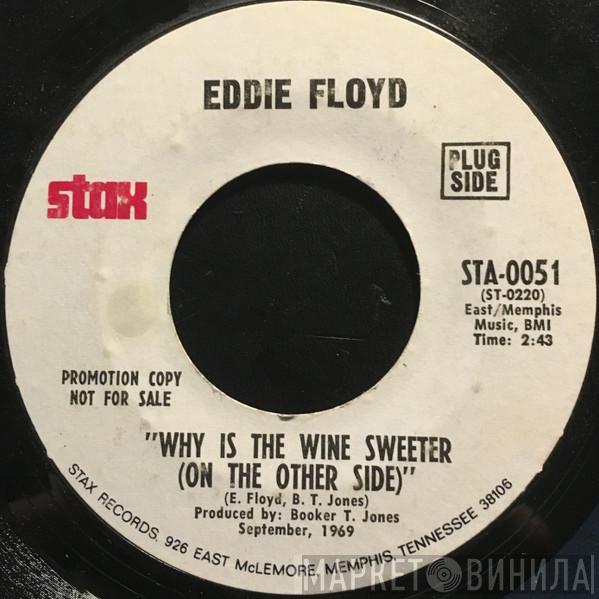 EDDIE FLOYD
stax
PLUG
SIDE
STA-0051
(ST-0220)
East/Memphis
Music, BMI
Time: 2:43
PROMOTION COPY
NOT FOR SALE
"WHY IS THE WINE SWEETER
(ON THE OTHER SIDE)"
(E. Floyd, B. T. Jones)
Produced by: Booker T. Jones
September, 1969
STAX RECORDS, 926 EAST McLEMORE, MEMPHIS, TENNESSEE 38106
МАРКЕТ ВИНИЛА